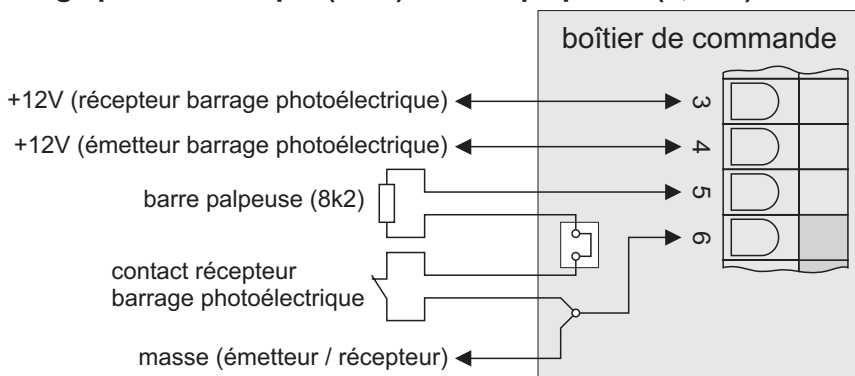 boîtier de commande
+12V (récepteur barrage photoélectrique)
3
+12V (émetteur barrage photoélectrique)
4
barre palpeuse (8k2)
5
6
contact récepteur
barrage photoélectrique
masse (émetteur / récepteur)